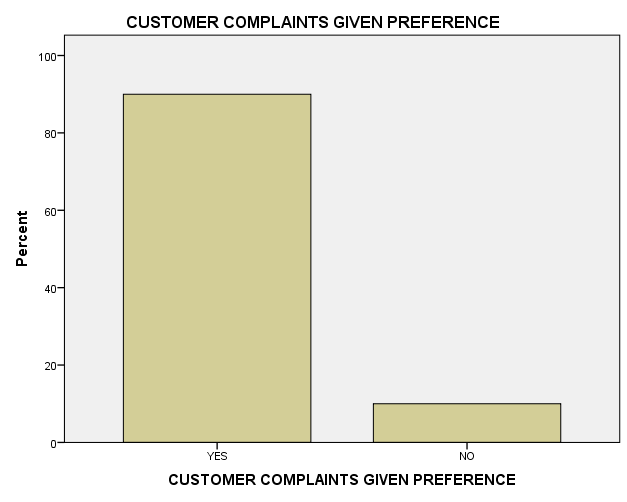 CUSTOMER COMPLAINTS GIVEN PREFERENCE
100
80
60
40
20
0
Percent
YES
NO
CUSTOMER COMPLAINTS GIVEN PREFERENCE